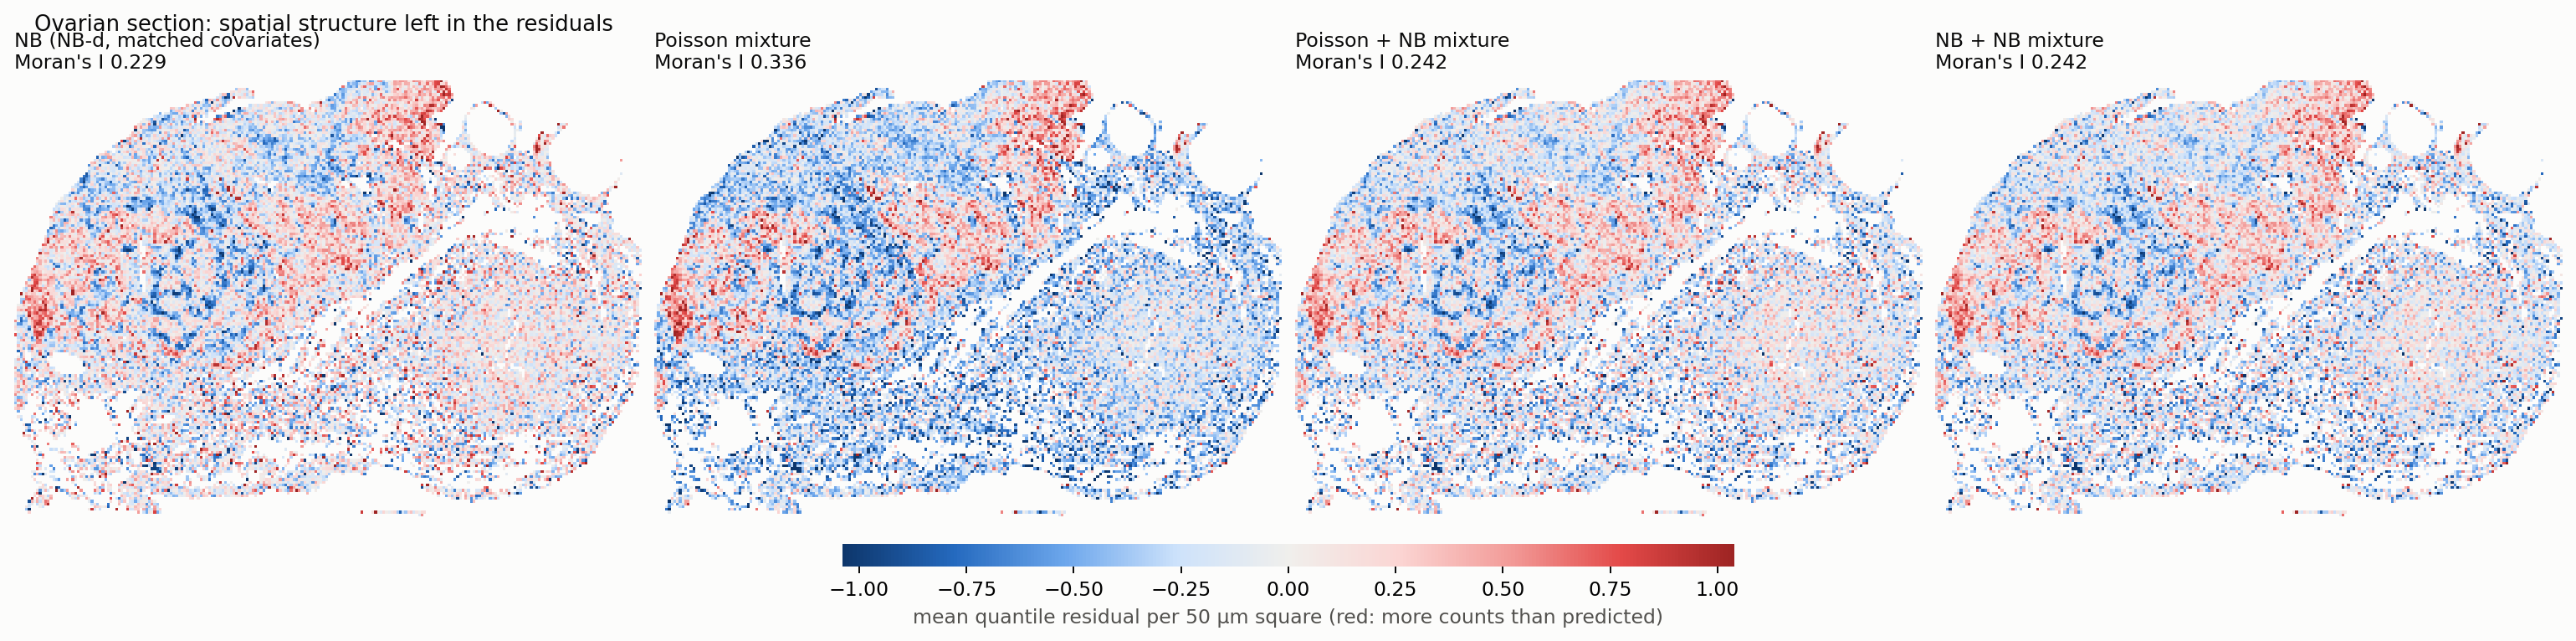 Ovarian section: spatial structure left in the residuals
NB (NB-d, matched covariates)
Moran's I 0.229
Poisson mixture
Moran's I 0.336
Poisson + NB mixture
Moran's I 0.242
NB + NB mixture
Moran's I 0.242
−1.00 −0.75 −0.50 −0.25 0.00 0.25 0.50 0.75 1.00
mean quantile residual per 50 µm square (red: more counts than predicted)